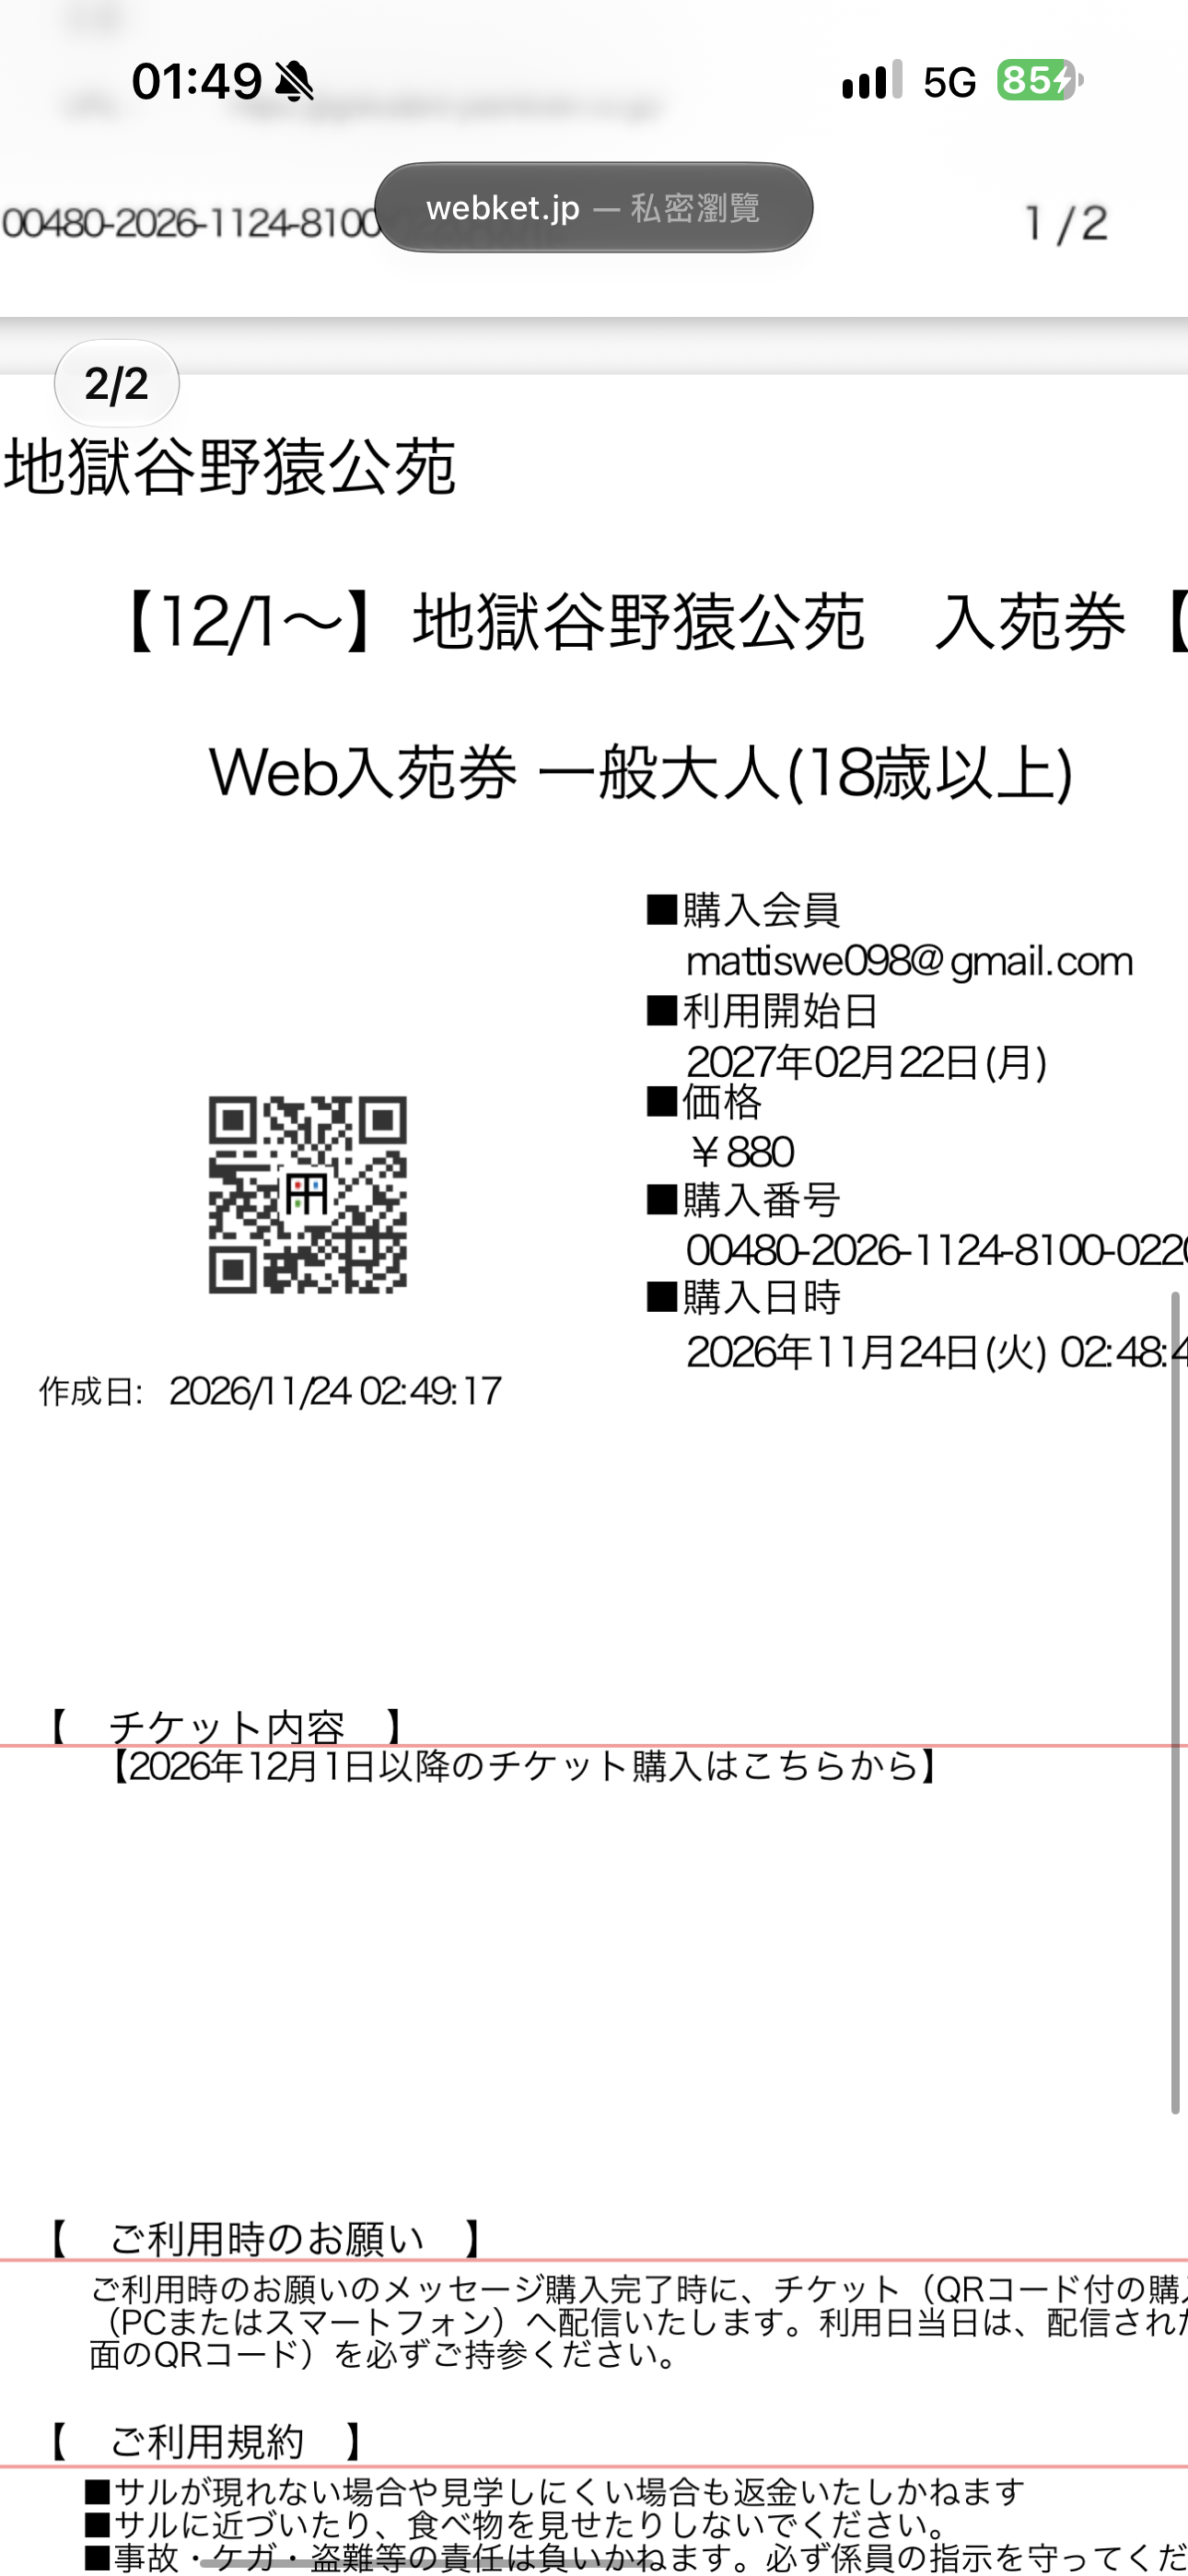 01:49 5G 85
webket.jp — 私密瀏覽
00480-2026-1124-8100
1/2
2/2
地獄谷野猿公苑
【12/1～】地獄谷野猿公苑　入苑券【
Web入苑券 一般大人(18歳以上)
■購入会員
mattiswe098@gmail.com
■利用開始日
2027年02月22日(月)
■価格
￥880
■購入番号
00480-2026-1124-8100-022
■購入日時
2026年11月24日(火) 02:48:4
作成日: 2026/11/24 02:49:17
【　チケット内容　】
【2026年12月1日以降のチケット購入はこちらから】
【　ご利用時のお願い　】
ご利用時のお願いのメッセージ購入完了時に、チケット（QRコード付の購
（PCまたはスマートフォン）へ配信いたします。利用日当日は、配信され
面のQRコード）を必ずご持参ください。
【　ご利用規約　】
■サルが現れない場合や見学しにくい場合も返金いたしかねます
■サルに近づいたり、食べ物を見せたりしないでください。
■事故・ケガ・盗難等の責任は負いかねます。必ず係員の指示を守ってくだ